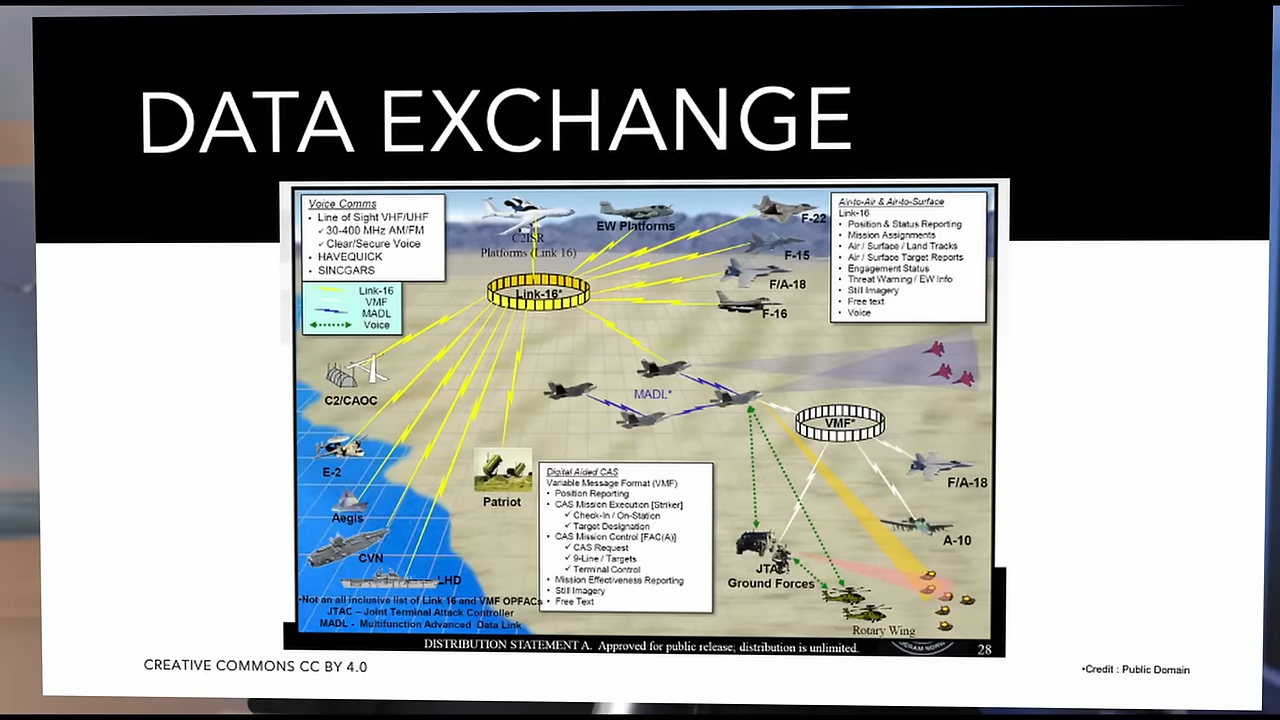 DATA EXCHANGE
Voice Comms
• Line of Sight VHF/UHF
✓ 30-400 MHz AM/FM
✓ Clear/Secure Voice
• HAVEQUICK
• SINCGARS
Link-16
VMF
MADL
Voice
C2ISR
Platforms (Link 16)
EW Platforms
F-22
F-15
F/A-18
F-16
Link-16*
Air-to-Air & Air-to-Surface
Link-16
• Position & Status Reporting
• Mission Assignments
• Air / Surface / Land Tracks
• Air / Surface Target Reports
• Engagement Status
• Threat Warning / EW Info
• Still Imagery
• Free text
• Voice
C2/CAOC
MADL*
VMF*
E-2
Patriot
Aegis
CVN
LHD
Digital Aided CAS
Variable Message Format (VMF)
• Position Reporting
• CAS Mission Execution [Striker]
✓ Check-In / On-Station
✓ Target Designation
• CAS Mission Control [FAC(A)]
✓ CAS Request
✓ 9-Line / Targets
✓ Terminal Control
• Mission Effectiveness Reporting
• Still Imagery
• Free Text
F/A-18
A-10
JTAC
Ground Forces
Rotary Wing
*Not an all inclusive list of Link 16 and VMF OPFACs
JTAC – Joint Terminal Attack Controller
MADL - Multifunction Advanced Data Link
DISTRIBUTION STATEMENT A. Approved for public release; distribution is unlimited.
28
CREATIVE COMMONS CC BY 4.0
•Credit : Public Domain